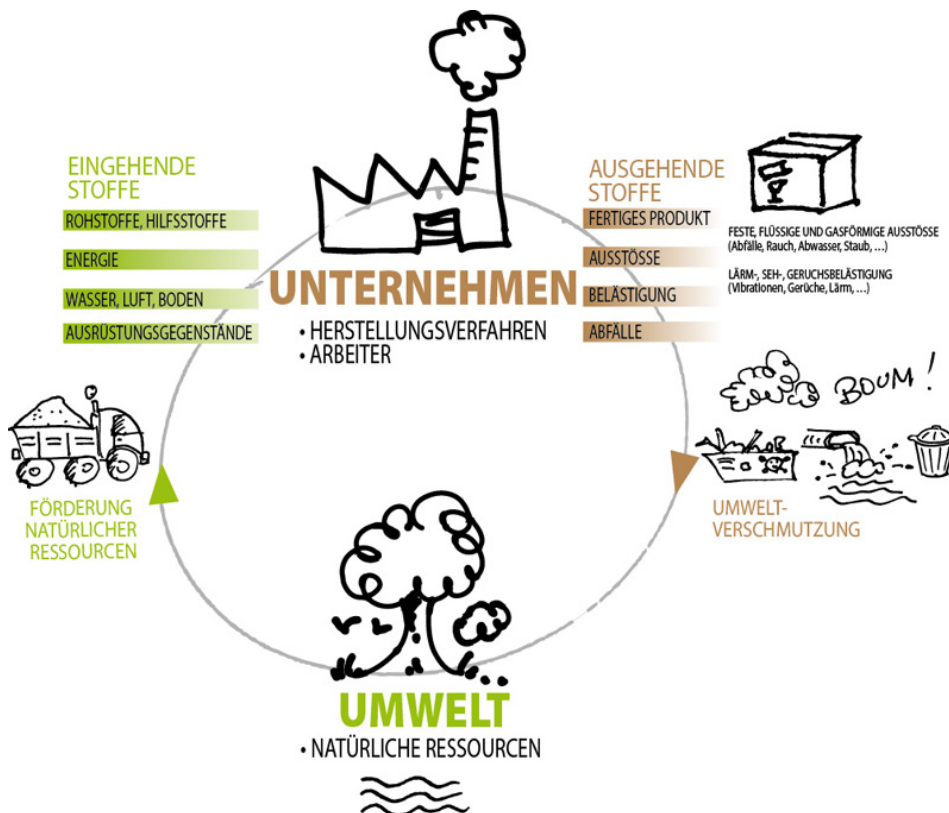 EINGEHENDE
STOFFE
ROHSTOFFE, HILFSSTOFFE
ENERGIE
WASSER, LUFT, BODEN
AUSRÜSTUNGSGEGENSTÄNDE
UNTERNEHMEN
• HERSTELLUNGSVERFAHREN
• ARBEITER
AUSGEHENDE
STOFFE
FERTIGES PRODUKT
AUSSTÖSSE
BELÄSTIGUNG
ABFÄLLE
FESTE, FLÜSSIGE UND GASFÖRMIGE AUSSTÖSSE
(Abfälle, Rauch, Abwasser, Staub, ...)
LÄRM-, SEH-, GERUCHSBELÄSTIGUNG
(Vibrationen, Gerüche, Lärm, ...)
BOUM!
FÖRDERUNG
NATÜRLICHER
RESSOURCEN
UMWELT-
VERSCHMUTZUNG
UMWELT
• NATÜRLICHE RESSOURCEN